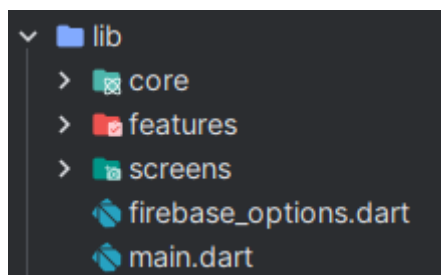 lib
core
features
screens
firebase_options.dart
main.dart